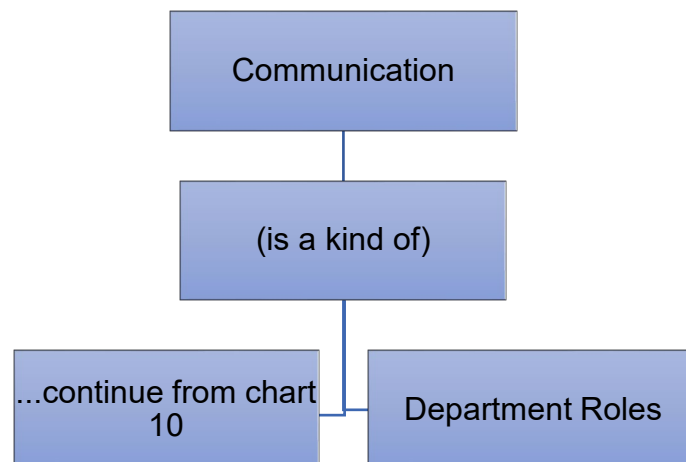 Communication
(is a kind of)
...continue from chart
10
Department Roles